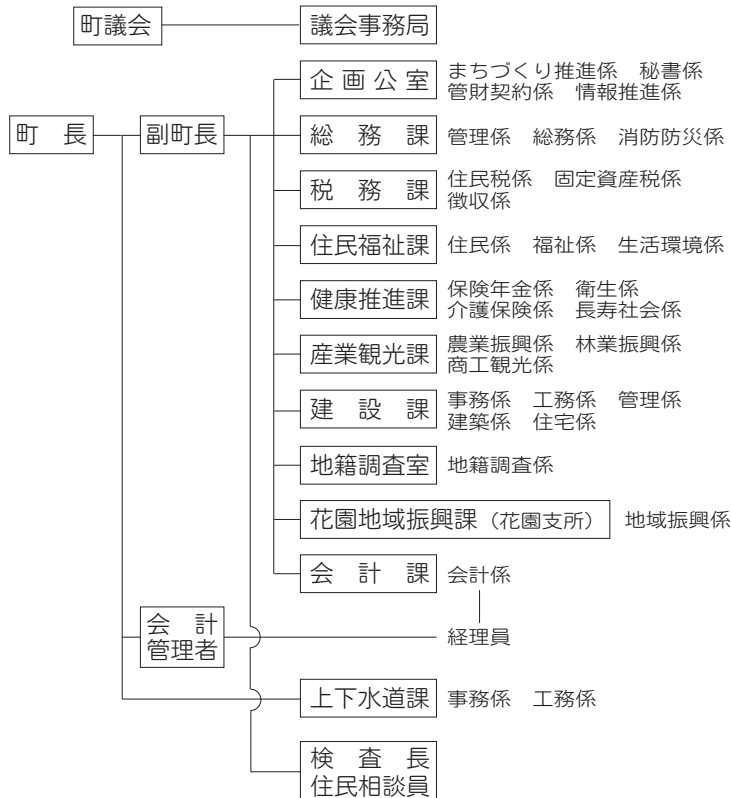 町議会 議会事務局
企画公室 まちづくり推進係 秘書係
管財契約係 情報推進係
町 長 副町長 総 務 課 管理係 総務係 消防防災係
税 務 課 住民税係 固定資産税係
徴収係
住民福祉課 住民係 福祉係 生活環境係
健康推進課 保険年金係 衛生係
介護保険係 長寿社会係
産業観光課 農業振興係 林業振興係
商工観光係
建 設 課 事務係 工務係 管理係
建築係 住宅係
地籍調査室 地籍調査係
花園地域振興課（花園支所） 地域振興係
会 計 課 会計係
会 計
管理者 経理員
上下水道課 事務係 工務係
検 査 長
住民相談員